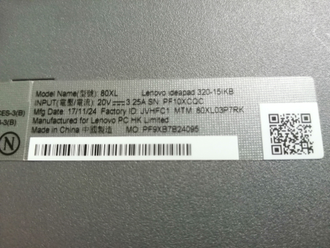 Model Name(型號): 80XL Lenovo ideapad 320-15IKB
INPUT(電壓/電流): 20V⎓3.25A SN: PF10XCQC
Mfg Date: 17/11/24 Factory ID: JVHFC1 MTM: 80XL03P7RK
Manufactured for Lenovo PC HK Limited
Made in China 中國製造 MO: PF9XB7B24095